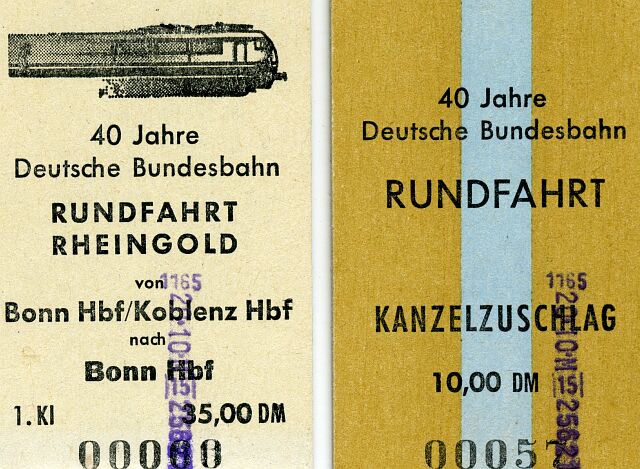 40 Jahre
Deutsche Bundesbahn
RUNDFAHRT
RHEINGOLD
von
Bonn Hbf/Koblenz Hbf
nach
Bonn Hbf
1. Kl 35,00 DM
1165
40 Jahre
Deutsche Bundesbahn
RUNDFAHRT
KANZELZUSCHLAG
10,00 DM
1165